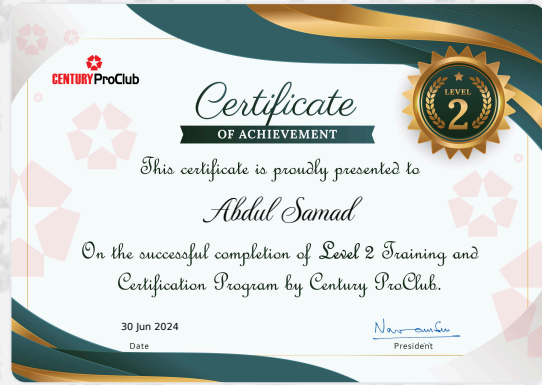 CENTURY ProClub
Certificate
OF ACHIEVEMENT
LEVEL
2
This certificate is proudly presented to
Abdul Samad
On the successful completion of Level 2 Training and
Certification Program by Century ProClub.
30 Jun 2024
Date
President